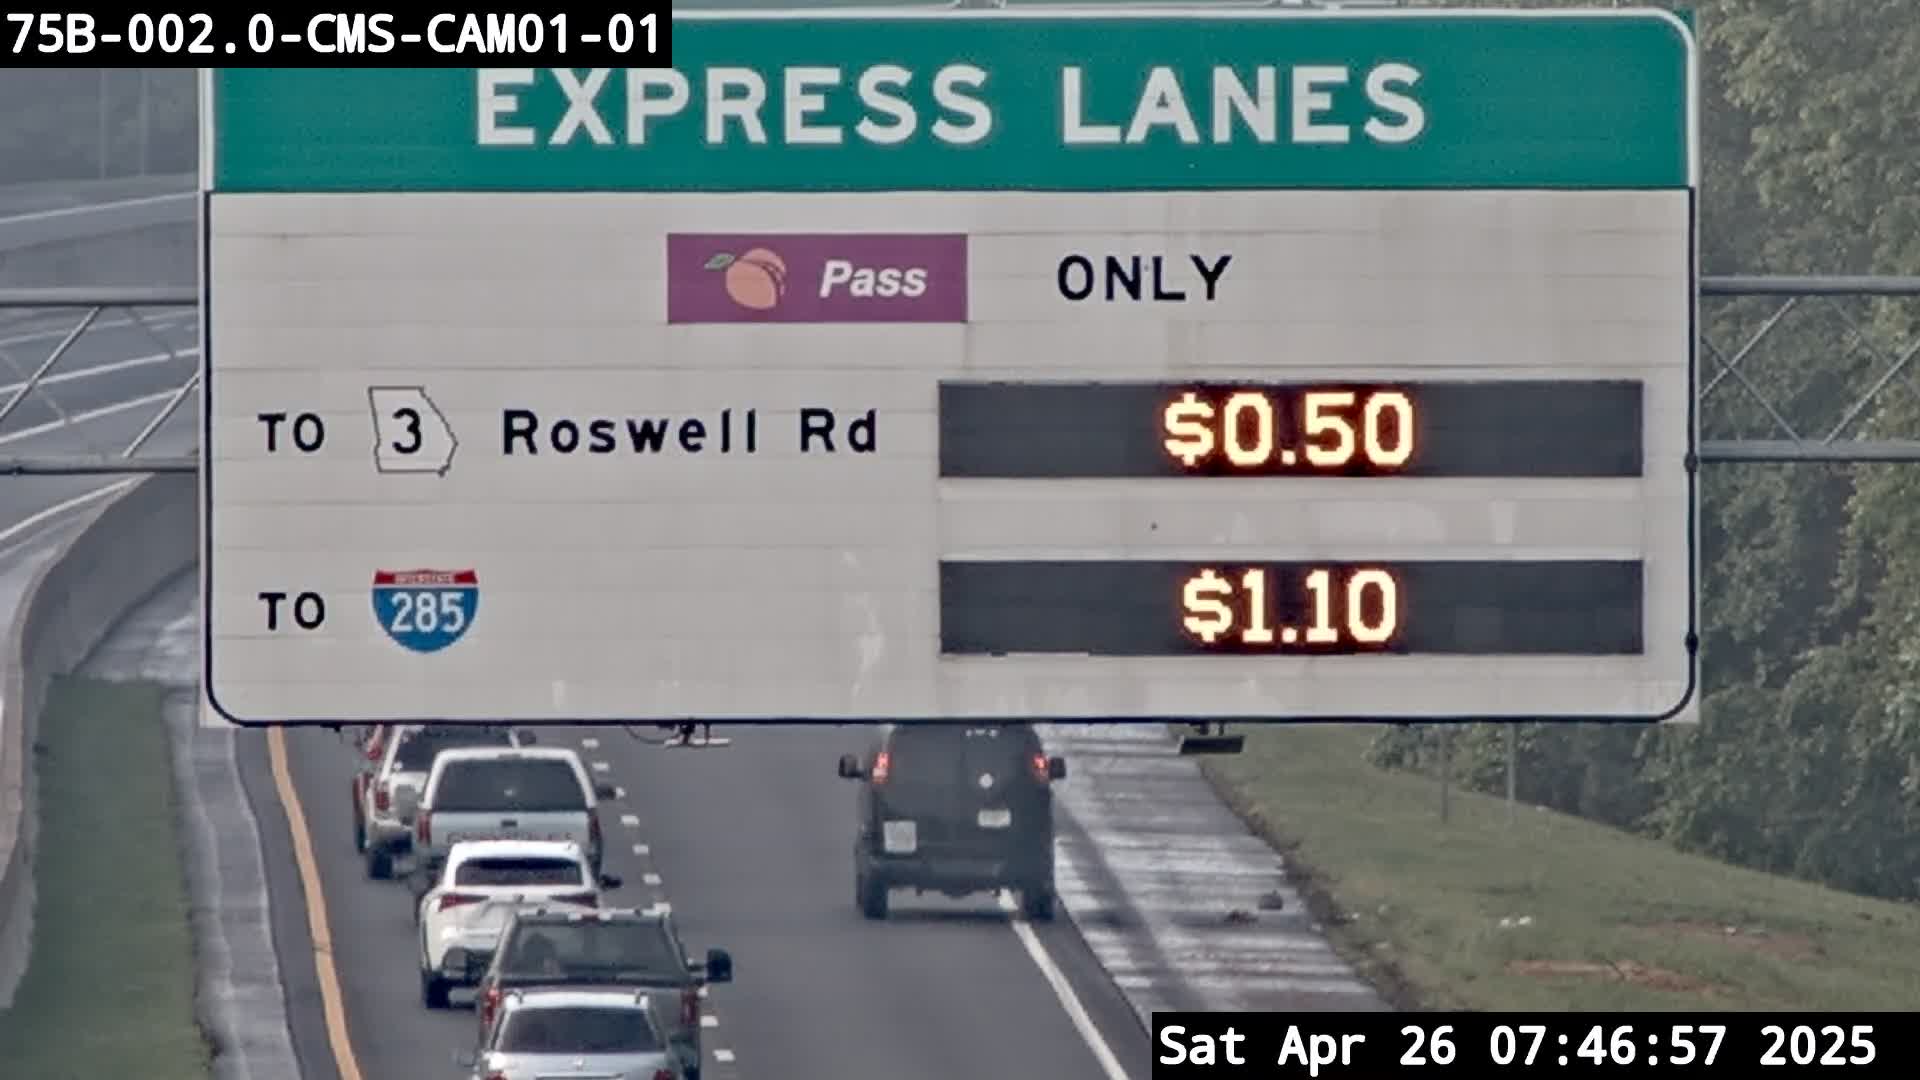 75B-002.0-CMS-CAM01-01
EXPRESS LANES
Pass ONLY
TO 3 Roswell Rd $0.50
INTERSTATE
TO 285 $1.10
Sat Apr 26 07:46:57 2025